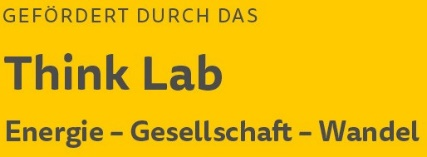 GEFÖRDERT DURCH DAS
Think Lab
Energie – Gesellschaft – Wandel